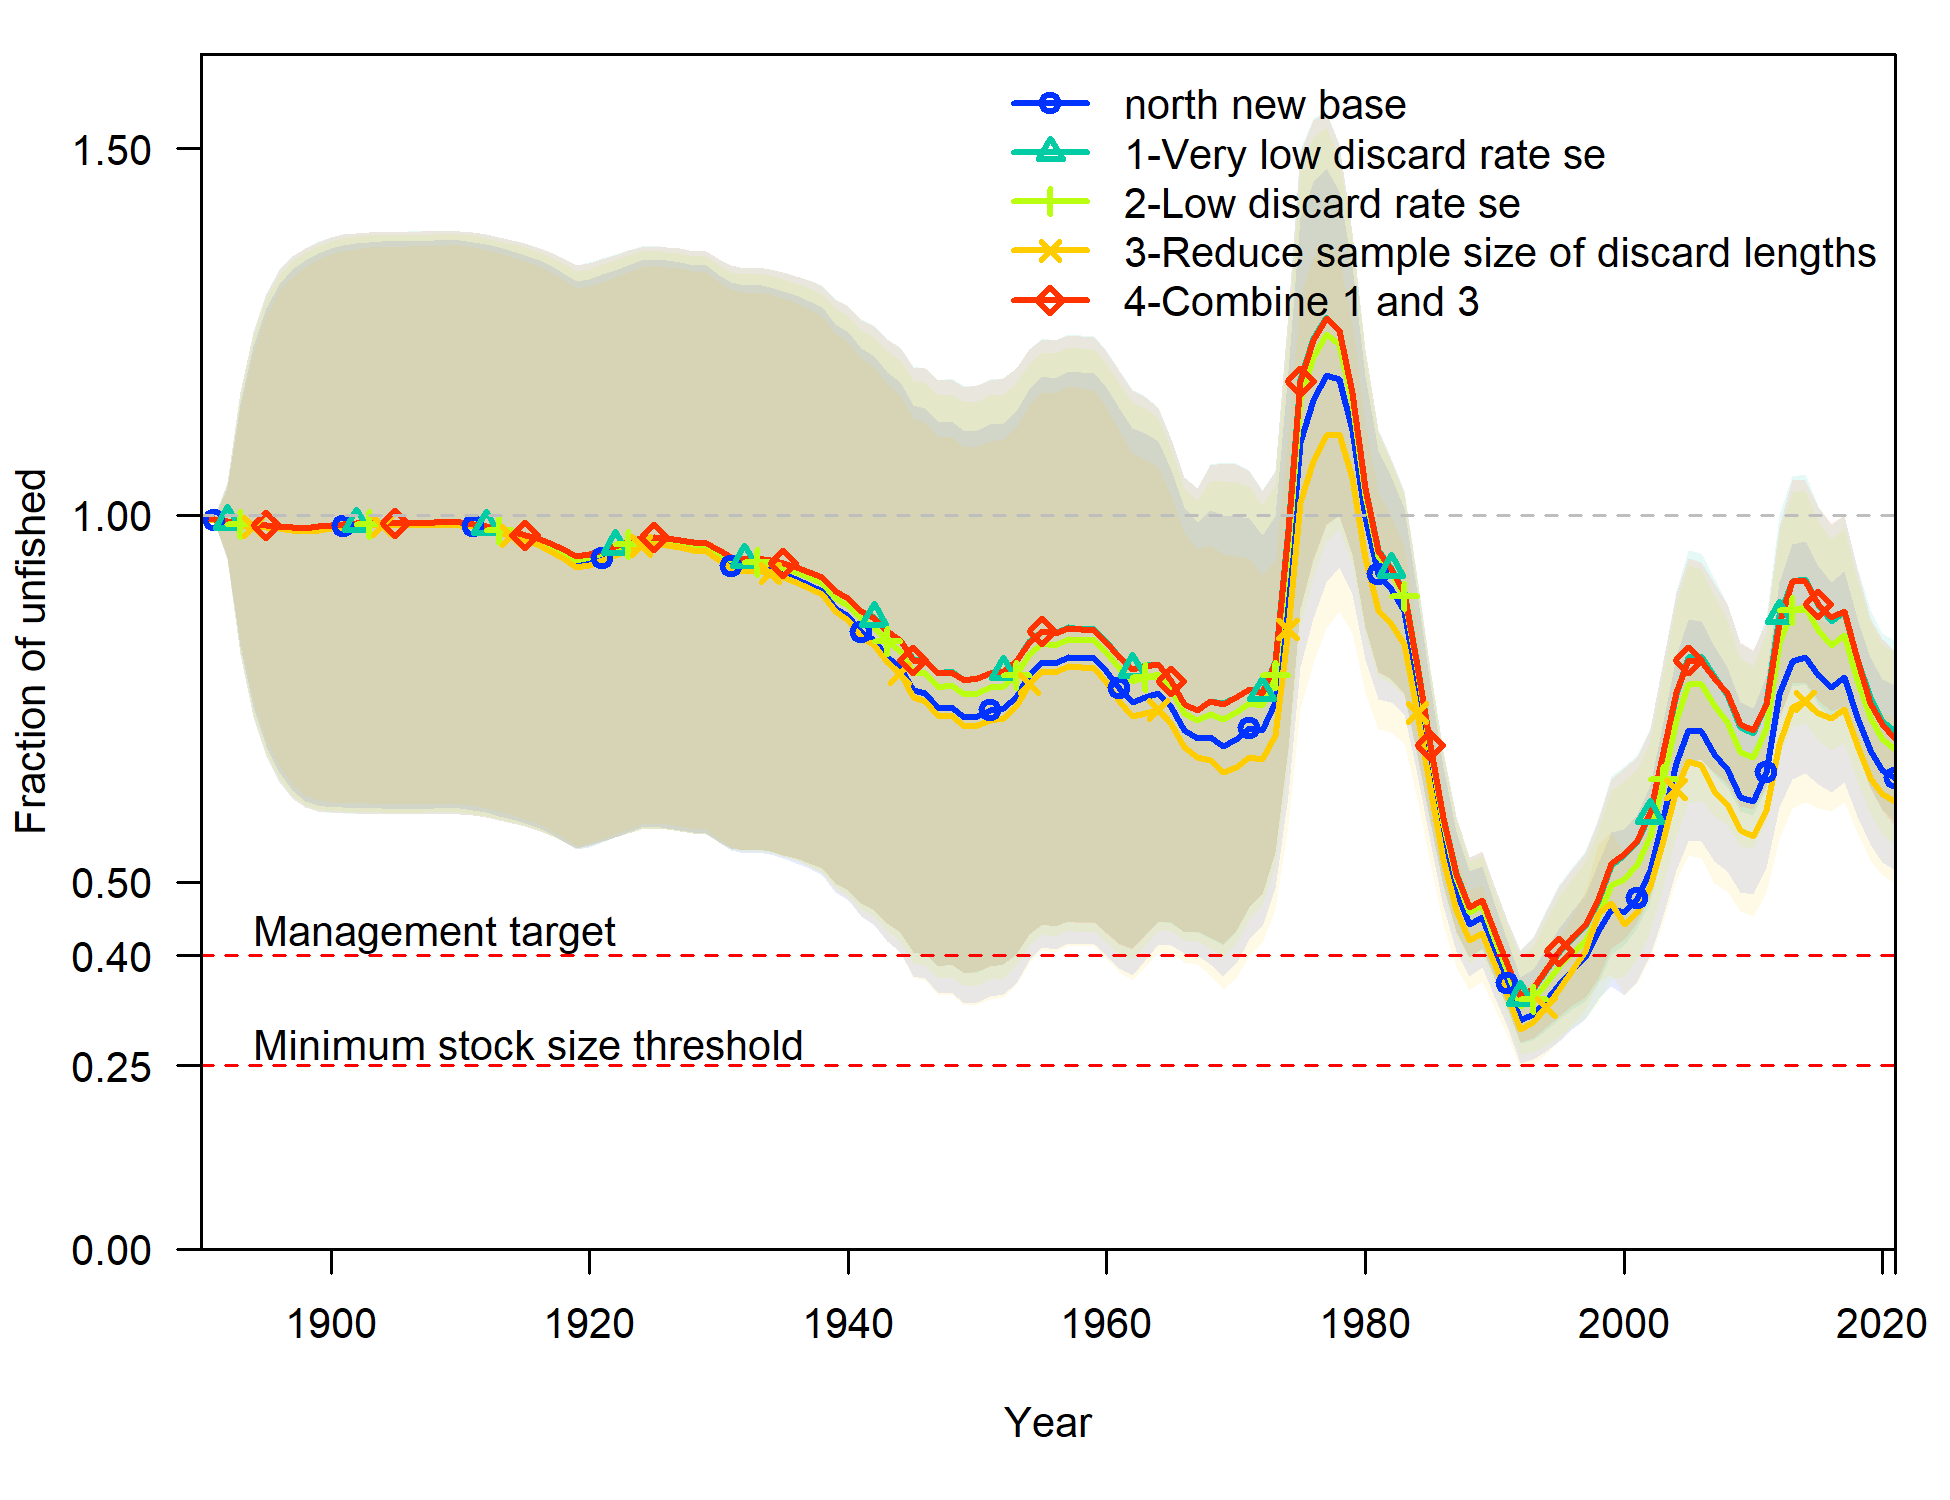 north new base
1-Very low discard rate se
2-Low discard rate se
3-Reduce sample size of discard lengths
4-Combine 1 and 3
1.50
1.00
0.50
0.40
0.25
0.00
Fraction of unfished
Management target
Minimum stock size threshold
1900 1920 1940 1960 1980 2000 2020
Year